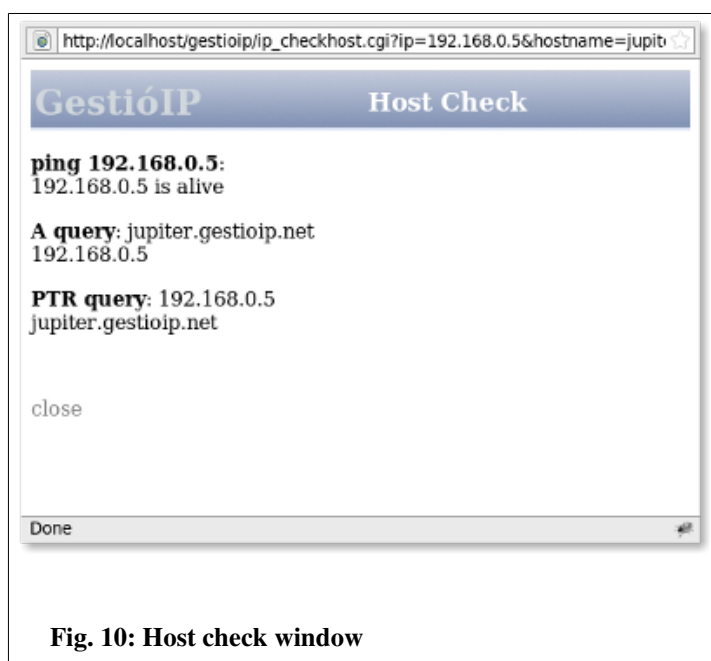 http://localhost/gestioip/ip_checkhost.cgi?ip=192.168.0.5&hostname=jupit
GestióIP Host Check
ping 192.168.0.5:
192.168.0.5 is alive
A query: jupiter.gestioip.net
192.168.0.5
PTR query: 192.168.0.5
jupiter.gestioip.net
close
Done
Fig. 10: Host check window